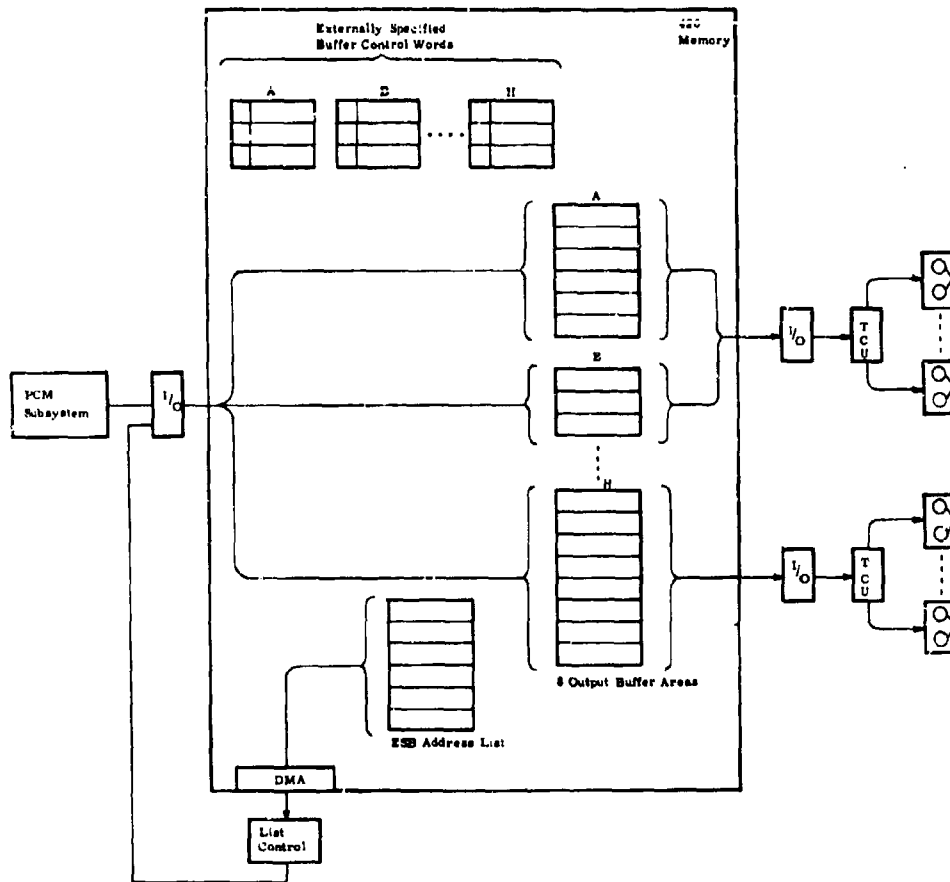 Externally Specified
Buffer Control Words
Memory
A
B
H
A
B
H
PCM
Subsystem
I/O
I/O
TCU
I/O
TCU
8 Output Buffer Areas
ESB Address List
DMA
List
Control